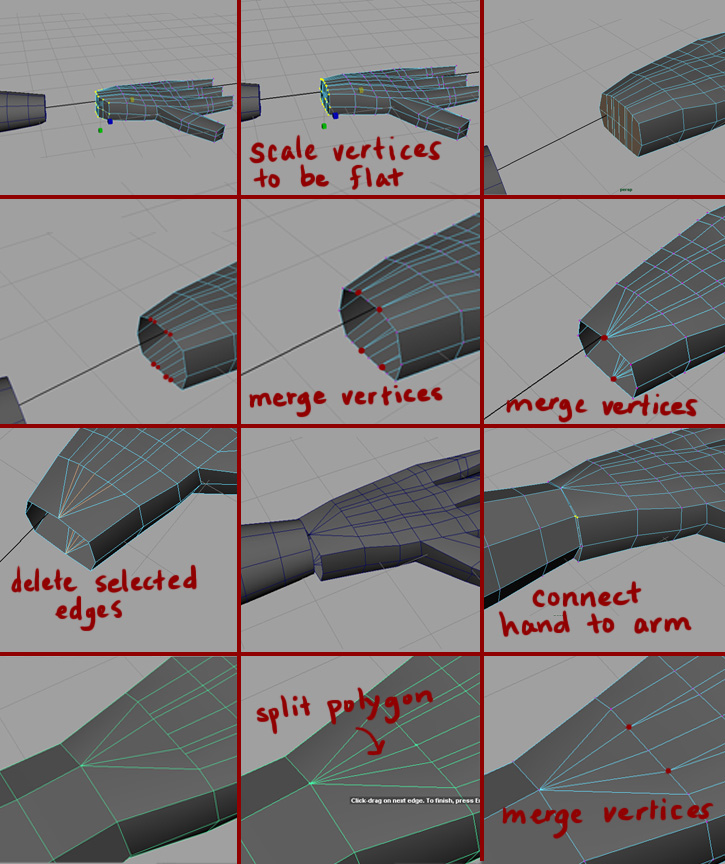 scale vertices
to be flat
persp
merge vertices
merge vertices
delete selected
edges
connect
hand to arm
split polygon
Click-drag on next edge. To finish, press E
merge vertices